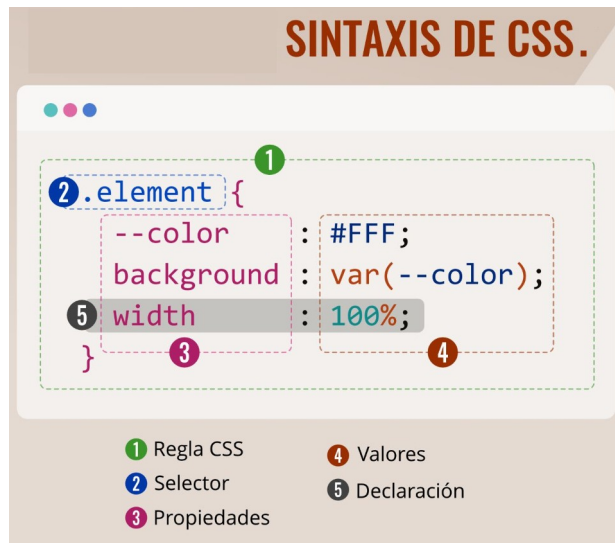 SINTAXIS DE CSS.
1
2 .element {
--color : #FFF;
background : var(--color);
5 width : 100%;
} 3 4
1 Regla CSS
2 Selector
3 Propiedades
4 Valores
5 Declaración